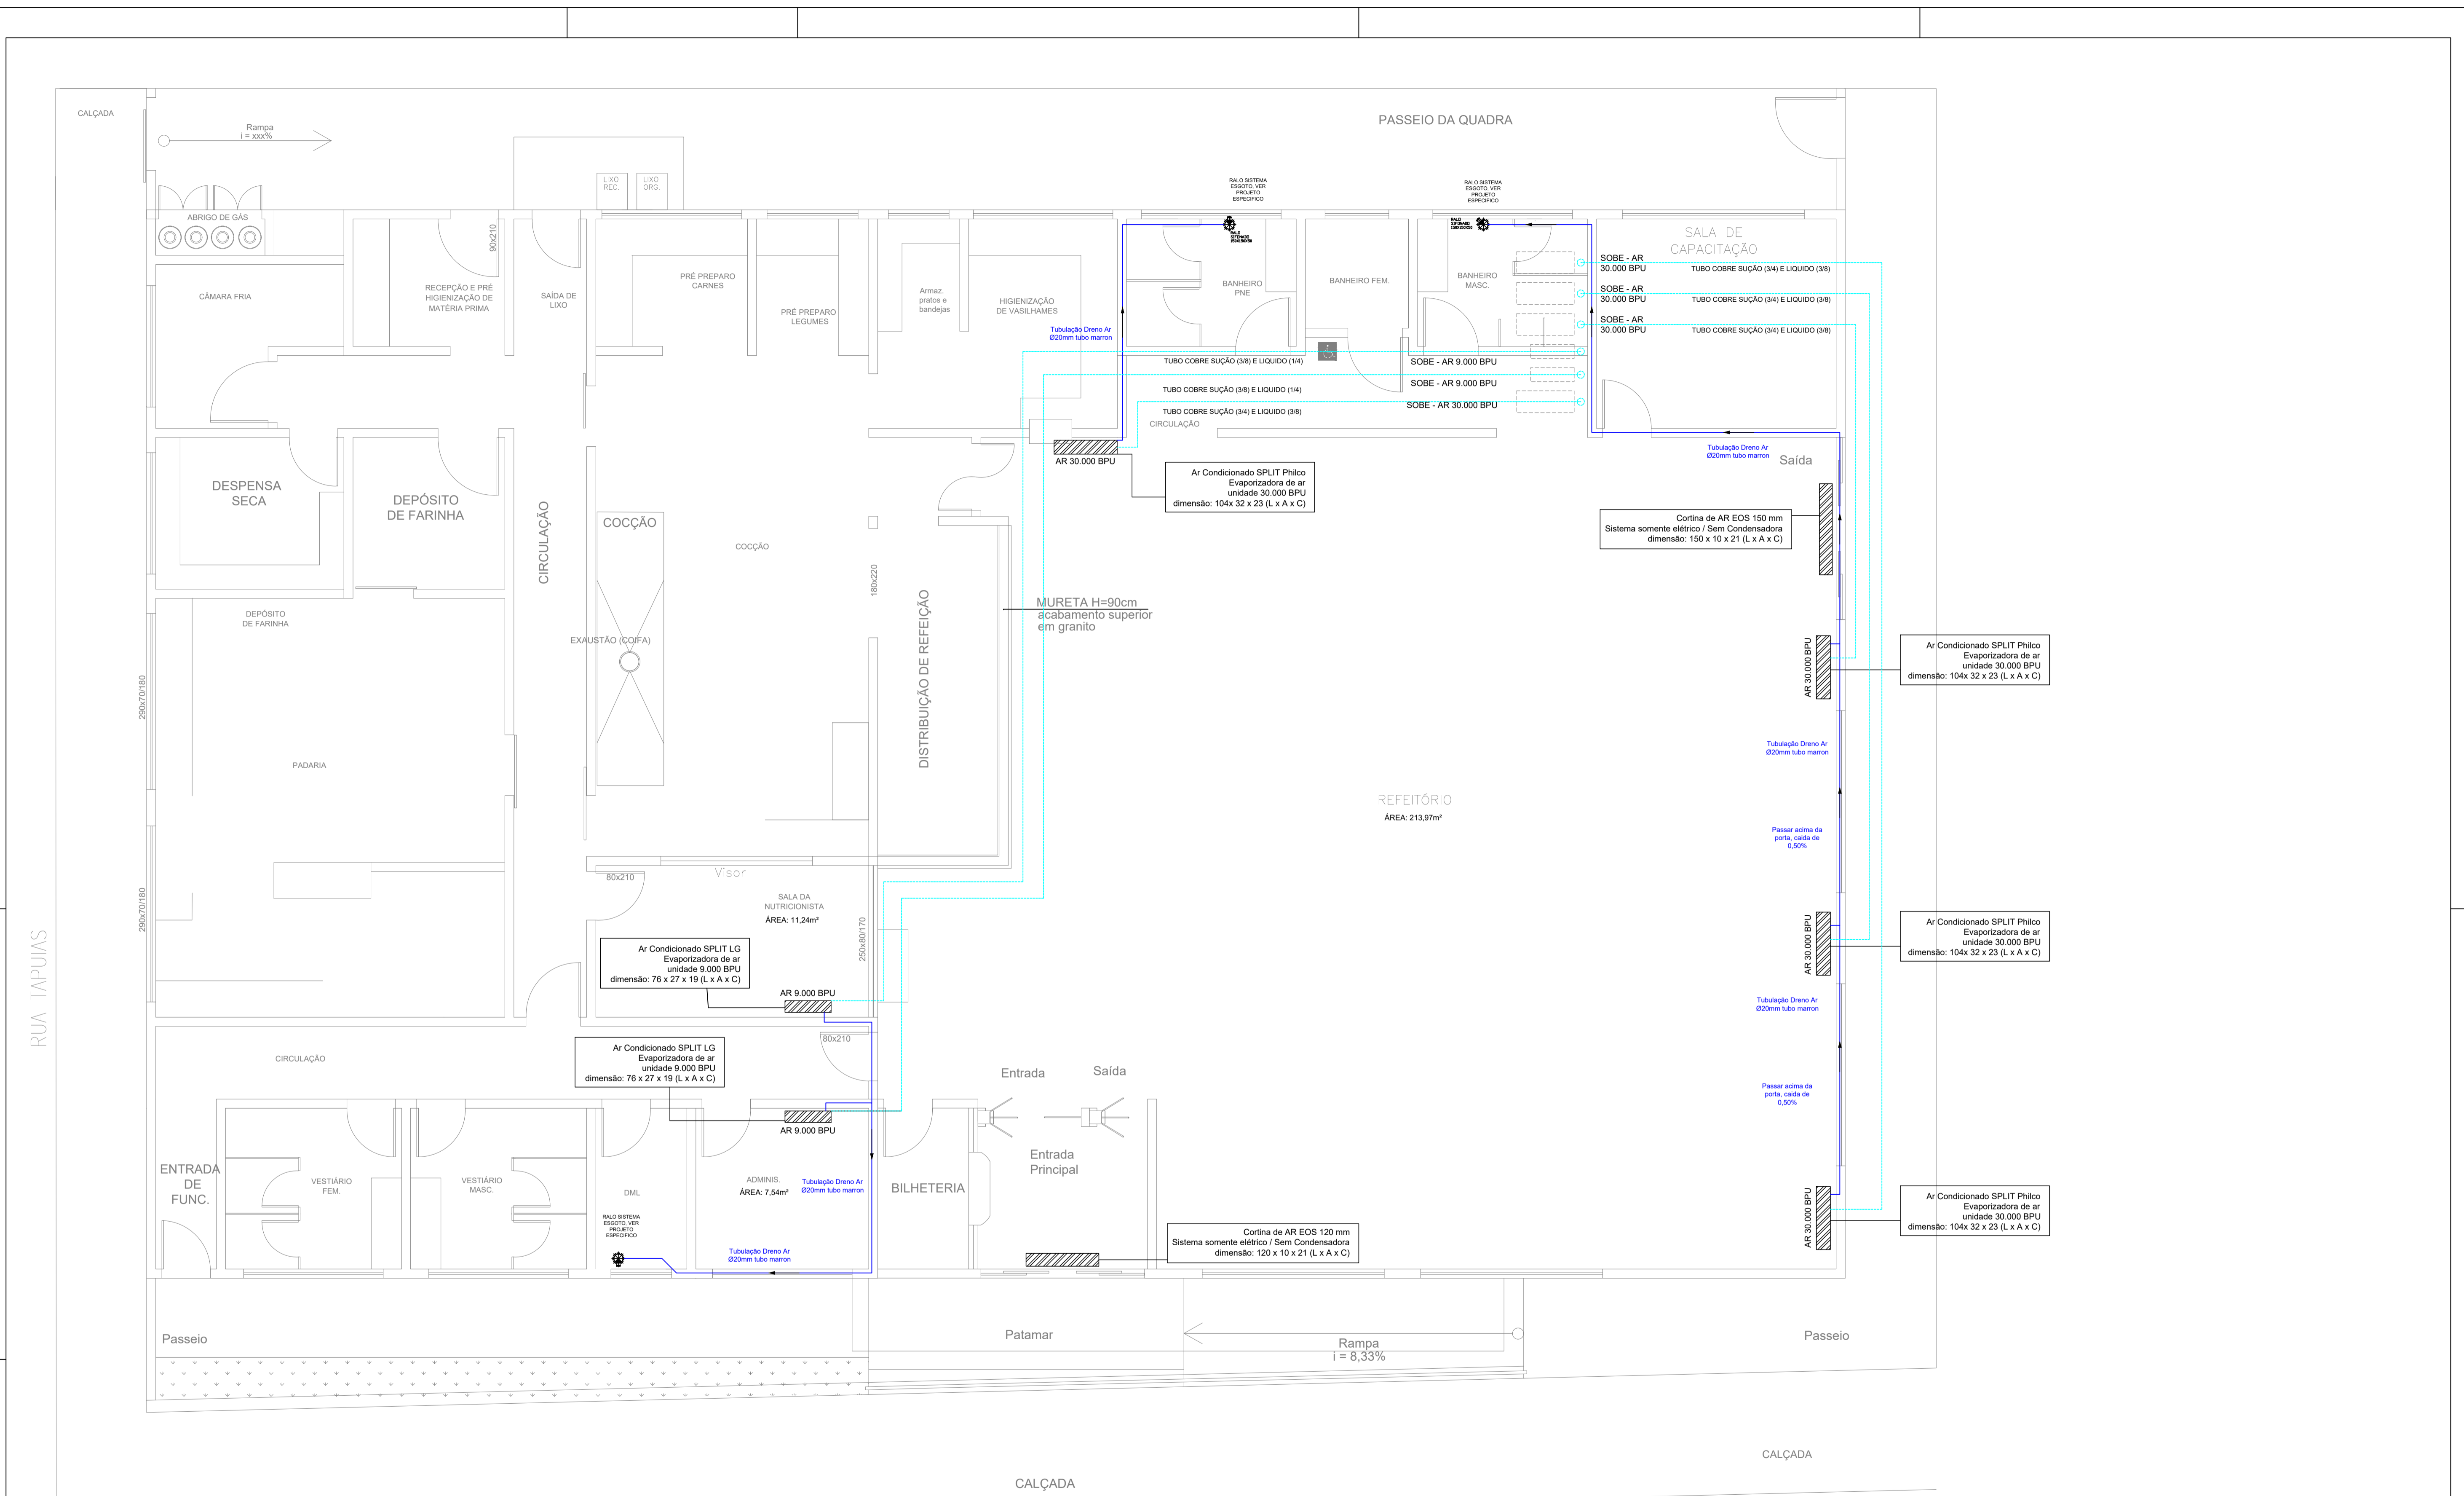 CALÇADA
Rampa
i = xxx%
PASSEIO DA QUADRA
LIXO
REC.
LIXO
ORG.
RALO SISTEMA
ESGOTO, VER
PROJETO
ESPECIFICO
RALO SISTEMA
ESGOTO, VER
PROJETO
ESPECIFICO
ABRIGO DE GÁS
90x210
RALO
SIFONADO
150X150X50
RALO
SIFONADO
150X150X50
SALA DE
CAPACITAÇÃO
CÂMARA FRIA
RECEPÇÃO E PRÉ
HIGIENIZAÇÃO DE
MATÉRIA PRIMA
SAÍDA DE
LIXO
PRÉ PREPARO
CARNES
PRÉ PREPARO
LEGUMES
Armaz.
pratos e
bandejas
HIGIENIZAÇÃO
DE VASILHAMES
BANHEIRO
PNE
BANHEIRO FEM.
BANHEIRO
MASC.
SOBE - AR
30.000 BPU
TUBO COBRE SUÇÃO (3/4) E LIQUIDO (3/8)
SOBE - AR
30.000 BPU
TUBO COBRE SUÇÃO (3/4) E LIQUIDO (3/8)
SOBE - AR
30.000 BPU
TUBO COBRE SUÇÃO (3/4) E LIQUIDO (3/8)
Tubulação Dreno Ar
Ø20mm tubo marron
TUBO COBRE SUÇÃO (3/8) E LIQUIDO (1/4)
SOBE - AR 9.000 BPU
TUBO COBRE SUÇÃO (3/8) E LIQUIDO (1/4)
SOBE - AR 9.000 BPU
TUBO COBRE SUÇÃO (3/4) E LIQUIDO (3/8)
SOBE - AR 30.000 BPU
CIRCULAÇÃO
AR 30.000 BPU
Ar Condicionado SPLIT Philco
Evaporizadora de ar
unidade 30.000 BPU
dimensão: 104x 32 x 23 (L x A x C)
Tubulação Dreno Ar
Ø20mm tubo marron
Saída
Cortina de AR EOS 150 mm
Sistema somente elétrico / Sem Condensadora
dimensão: 150 x 10 x 21 (L x A x C)
DESPENSA
SECA
DEPÓSITO
DE FARINHA
CIRCULAÇÃO
COCÇÃO
COCÇÃO
180x220
DISTRIBUIÇÃO DE REFEIÇÃO
MURETA H=90cm
acabamento superior
em granito
DEPÓSITO
DE FARINHA
EXAUSTÃO (COIFA)
290x70/180
AR 30.000 BPU
Ar Condicionado SPLIT Philco
Evaporizadora de ar
unidade 30.000 BPU
dimensão: 104x 32 x 23 (L x A x C)
PADARIA
Tubulação Dreno Ar
Ø20mm tubo marron
REFEITÓRIO
ÁREA: 213,97m²
Passar acima da
porta, caida de
0,50%
80x210
Visor
SALA DA
NUTRICIONISTA
ÁREA: 11,24m²
250x80/170
290x70/180
RUA TAPUIAS
Ar Condicionado SPLIT LG
Evaporizadora de ar
unidade 9.000 BPU
dimensão: 76 x 27 x 19 (L x A x C)
AR 9.000 BPU
AR 30.000 BPU
Ar Condicionado SPLIT Philco
Evaporizadora de ar
unidade 30.000 BPU
dimensão: 104x 32 x 23 (L x A x C)
Tubulação Dreno Ar
Ø20mm tubo marron
80x210
CIRCULAÇÃO
Ar Condicionado SPLIT LG
Evaporizadora de ar
unidade 9.000 BPU
dimensão: 76 x 27 x 19 (L x A x C)
AR 9.000 BPU
Entrada
Saída
Passar acima da
porta, caida de
0,50%
Entrada
Principal
ENTRADA
DE
FUNC.
VESTIÁRIO
FEM.
VESTIÁRIO
MASC.
DML
ADMINIS.
ÁREA: 7,54m²
Tubulação Dreno Ar
Ø20mm tubo marron
BILHETERIA
AR 30.000 BPU
Ar Condicionado SPLIT Philco
Evaporizadora de ar
unidade 30.000 BPU
dimensão: 104x 32 x 23 (L x A x C)
RALO SISTEMA
ESGOTO, VER
PROJETO
ESPECIFICO
Tubulação Dreno Ar
Ø20mm tubo marron
Cortina de AR EOS 120 mm
Sistema somente elétrico / Sem Condensadora
dimensão: 120 x 10 x 21 (L x A x C)
Passeio
Patamar
Rampa
i = 8,33%
Passeio
CALÇADA
CALÇADA